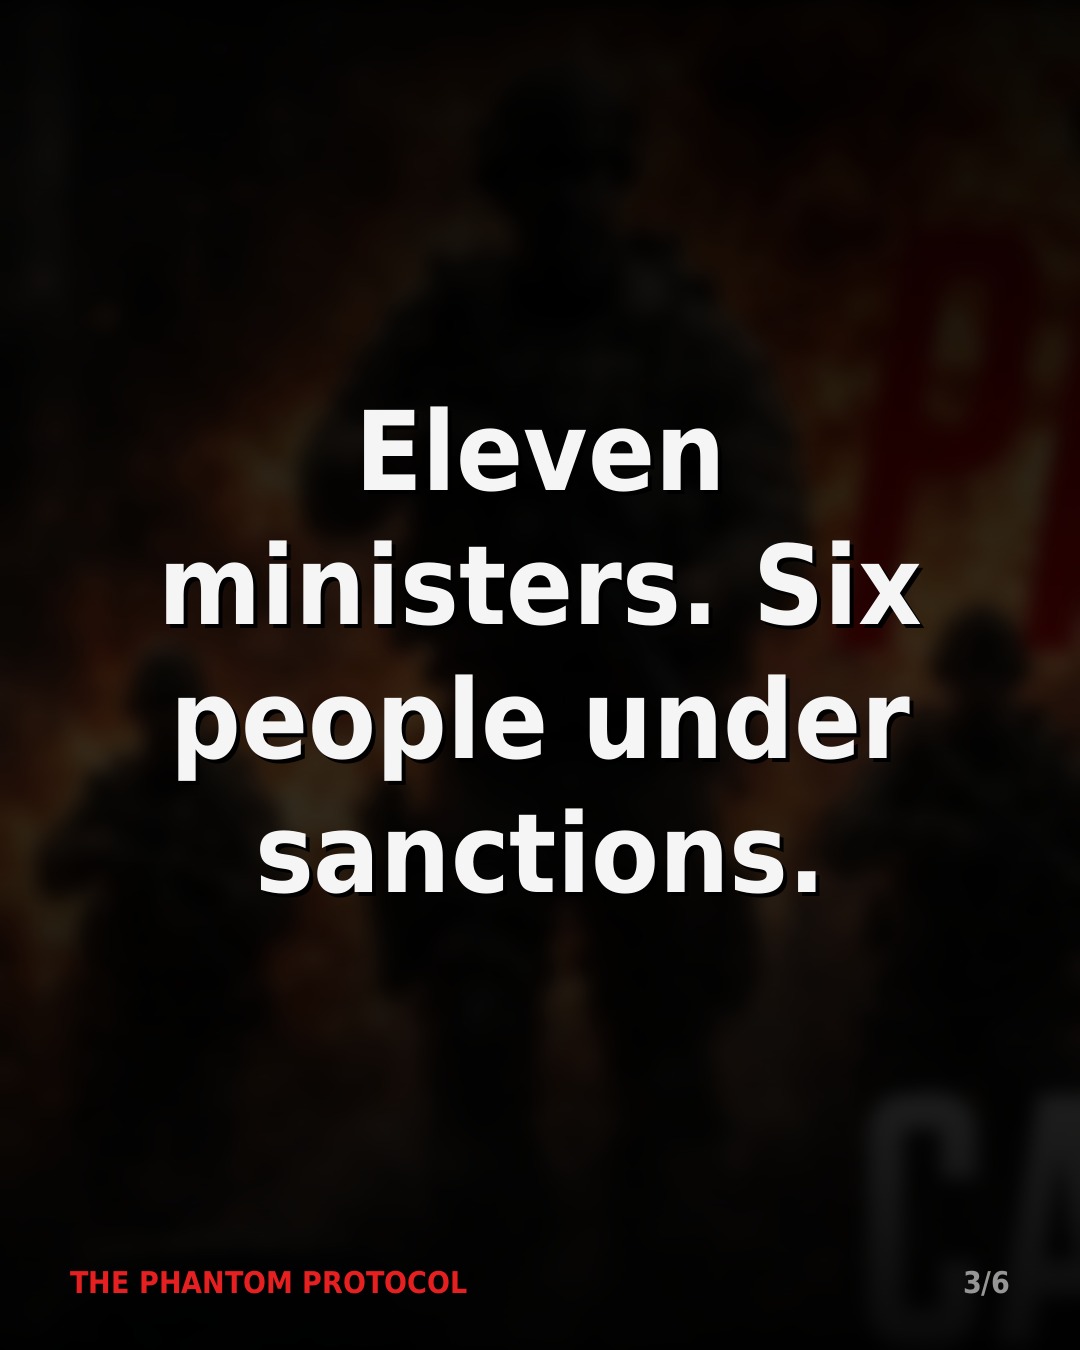 Eleven
ministers. Six
people under
sanctions.
THE PHANTOM PROTOCOL
3/6